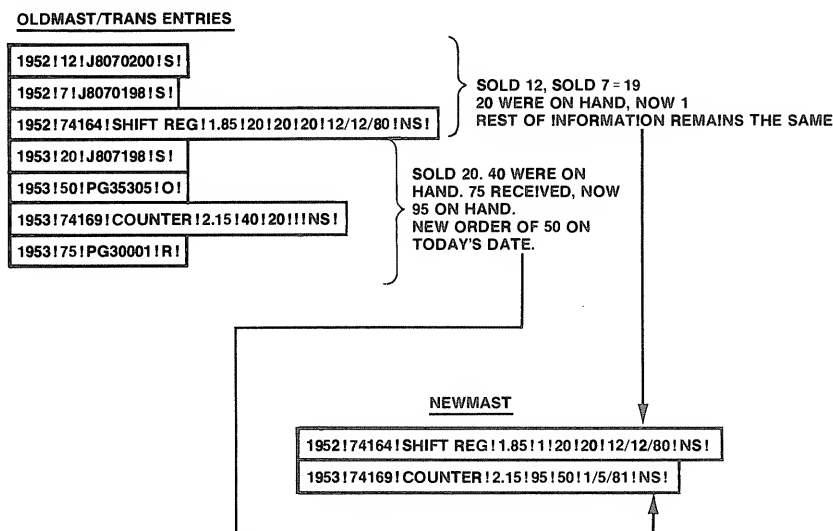 OLDMAST/TRANS ENTRIES
1952!12!J8070200!S!
1952!7!J8070198!S!
1952!74164!SHIFT REG!1.85!20!20!20!12/12/80!NS!
1953!20!J807198!S!
1953!50!PG35305!O!
1953!74169!COUNTER!2.15!40!20!!!NS!
1953!75!PG30001!R!
SOLD 12, SOLD 7 = 19
20 WERE ON HAND, NOW 1
REST OF INFORMATION REMAINS THE SAME
SOLD 20. 40 WERE ON
HAND. 75 RECEIVED, NOW
95 ON HAND.
NEW ORDER OF 50 ON
TODAY'S DATE.
NEWMAST
1952!74164!SHIFT REG!1.85!1!20!20!12/12/80!NS!
1953!74169!COUNTER!2.15!95!50!1/5/81!NS!